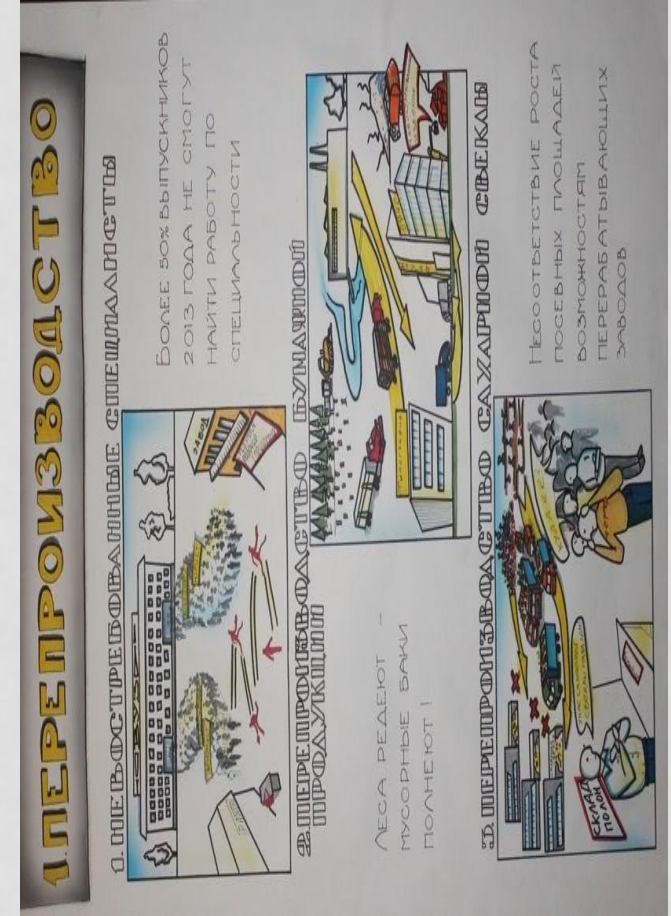 1. ПЕРЕПРОИЗВОДСТВО
1. НЕВОСТРЕБОВАННЫЕ СПЕЦИАЛИСТЫ
БОЛЕЕ 50% ВЫПУСКНИКОВ
2013 ГОДА НЕ СМОГУТ
НАЙТИ РАБОТУ ПО
СПЕЦИАЛЬНОСТИ
2. ПЕРЕПРОИЗВОДСТВО БУМАЖНОЙ
ПРОДУКЦИИ
ЛЕСА РЕДЕЮТ -
МУСОРНЫЕ БАКИ
ПОЛНЕЮТ!
3. ПЕРЕПРОИЗВОДСТВО САХАРНОЙ СВЕКЛЫ
СКЛАД
ПОЛОН
НЕСООТВЕТСТВИЕ РОСТА
ПОСЕВНЫХ ПЛОЩАДЕЙ
ВОЗМОЖНОСТЯМ
ПЕРЕРАБАТЫВАЮЩИХ
ЗАВОДОВ